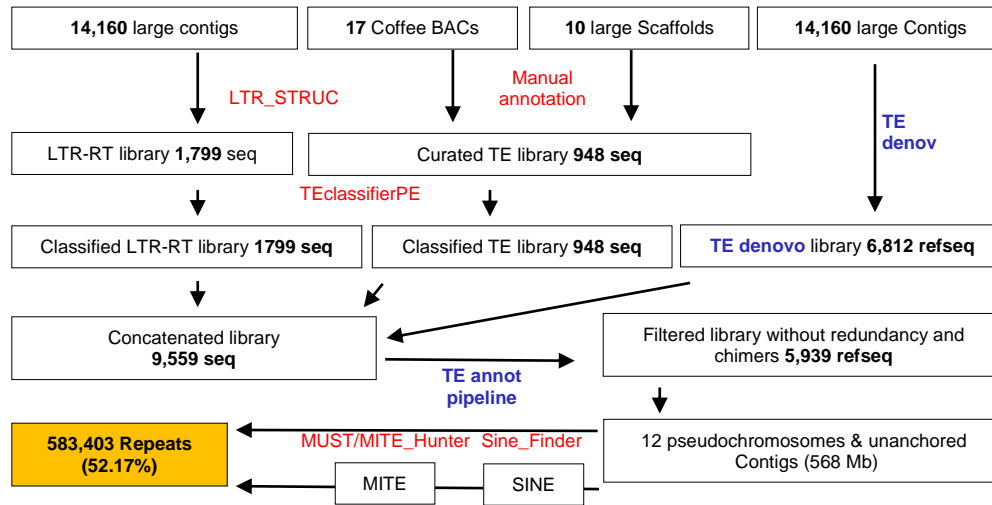 14,160 large contigs
17 Coffee BACs
10 large Scaffolds
14,160 large Contigs
LTR_STRUC
Manual
annotation
TE
denov
LTR-RT library 1,799 seq
Curated TE library 948 seq
TEclassifierPE
Classified LTR-RT library 1799 seq
Classified TE library 948 seq
TE denovo library 6,812 refseq
Concatenated library
9,559 seq
Filtered library without redundancy and
chimers 5,939 refseq
TE annot
pipeline
583,403 Repeats
(52.17%)
MUST/MITE_Hunter Sine_Finder
12 pseudochromosomes & unanchored
Contigs (568 Mb)
MITE
SINE